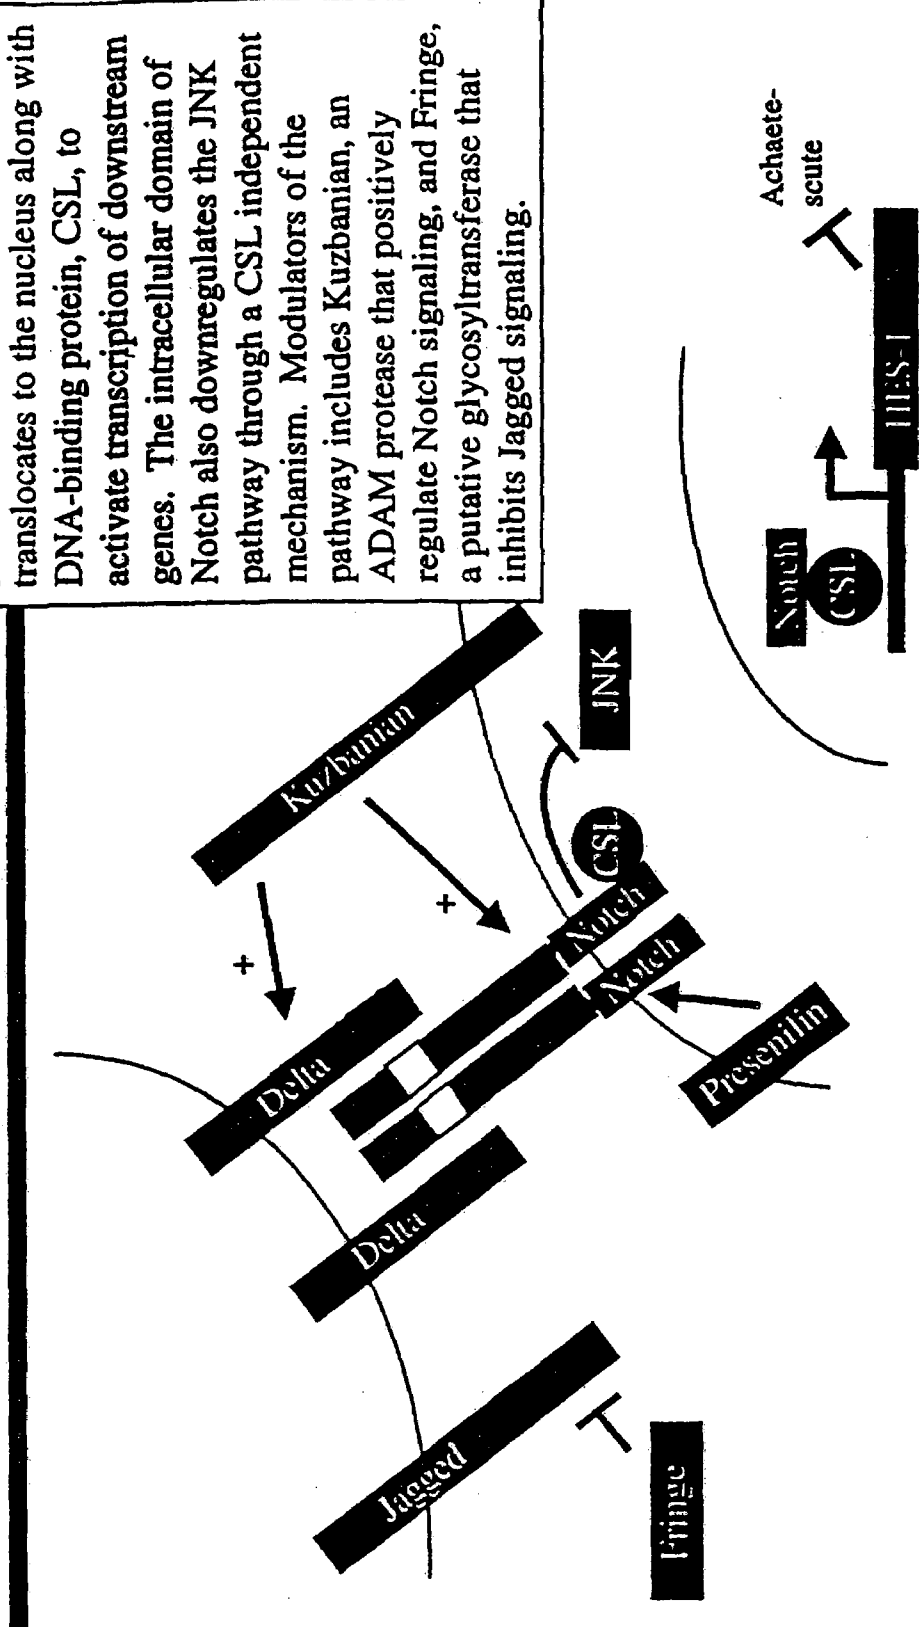 translocates to the nucleus along with
DNA-binding protein, CSL, to
activate transcription of downstream
genes. The intracellular domain of
Notch also downregulates the JNK
pathway through a CSL independent
mechanism. Modulators of the
pathway includes Kuzbanian, an
ADAM protease that positively
regulate Notch signaling, and Fringe,
a putative glycosyltransferase that
inhibits Jagged signaling.
Kuzbanian
+
+
Delta
Delta
Jagged
Fringe
Notch
Notch
CSL
JNK
Presenilin
Notch
CSL
HES-1
Achaete-
scute